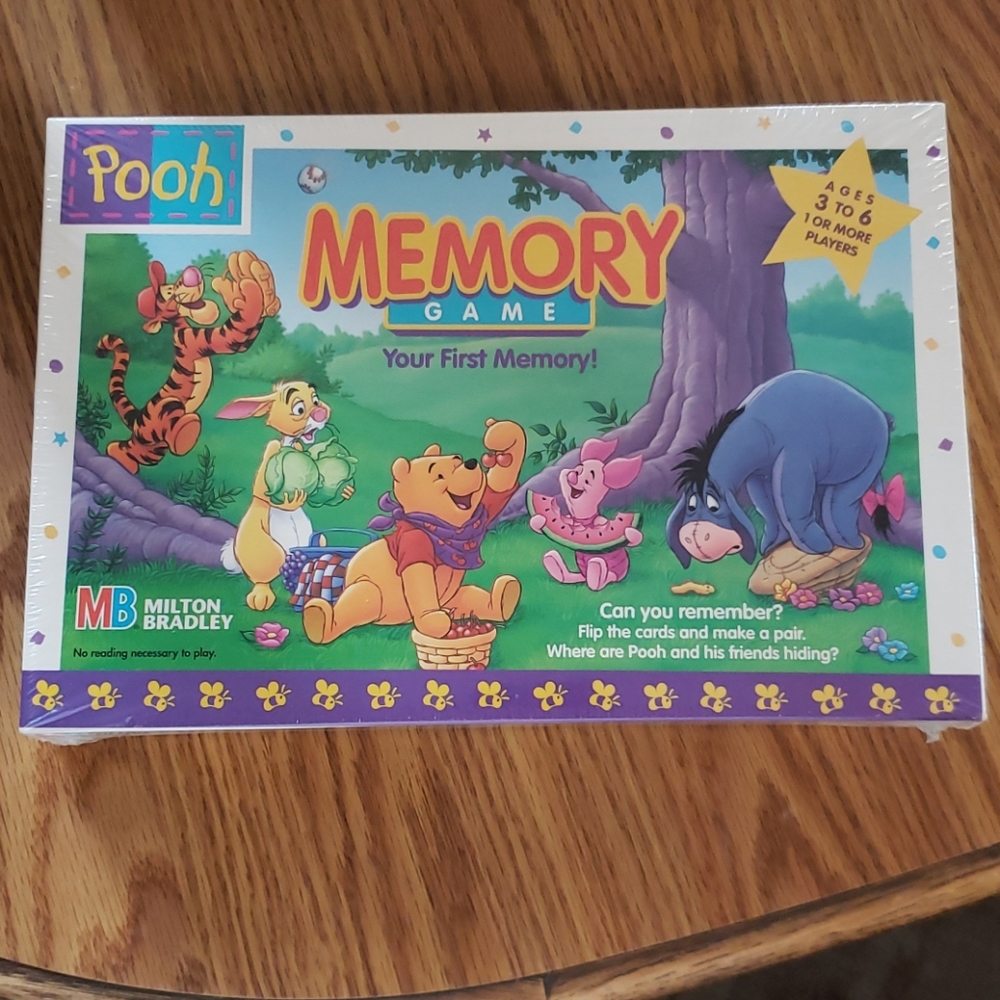 Pooh
AGES
3 TO 6
1 OR MORE
PLAYERS
MEMORY
GAME
Your First Memory!
MB MILTON
BRADLEY
No reading necessary to play.
Can you remember?
Flip the cards and make a pair.
Where are Pooh and his friends hiding?